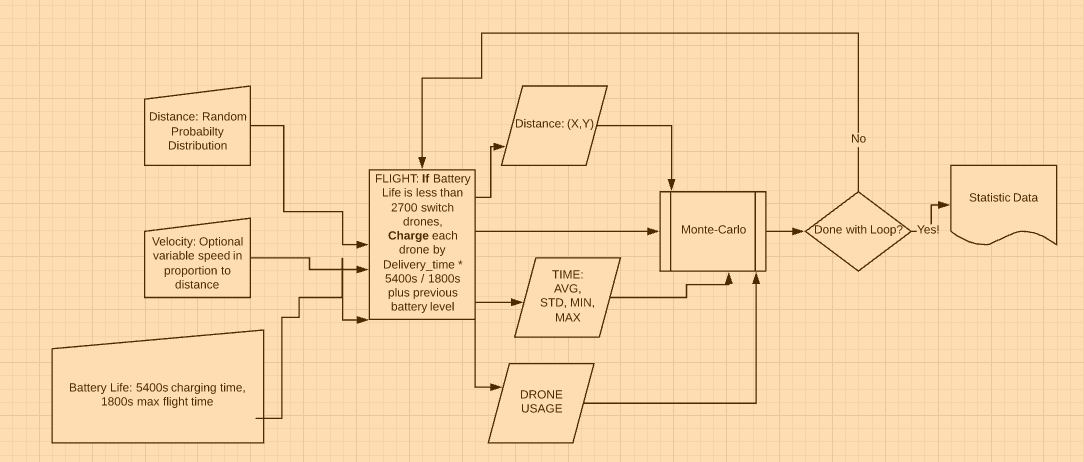 Distance: Random
Probabilty
Distribution
Velocity: Optional
variable speed in
proportion to
distance
Battery Life: 5400s charging time,
1800s max flight time
FLIGHT: If Battery
Life is less than
2700 switch
drones,
Charge each
drone by
Delivery_time *
5400s / 1800s
plus previous
battery level
Distance: (X,Y)
TIME:
AVG,
STD, MIN,
MAX
DRONE
USAGE
Monte-Carlo
Done with Loop?
No
Yes!
Statistic Data